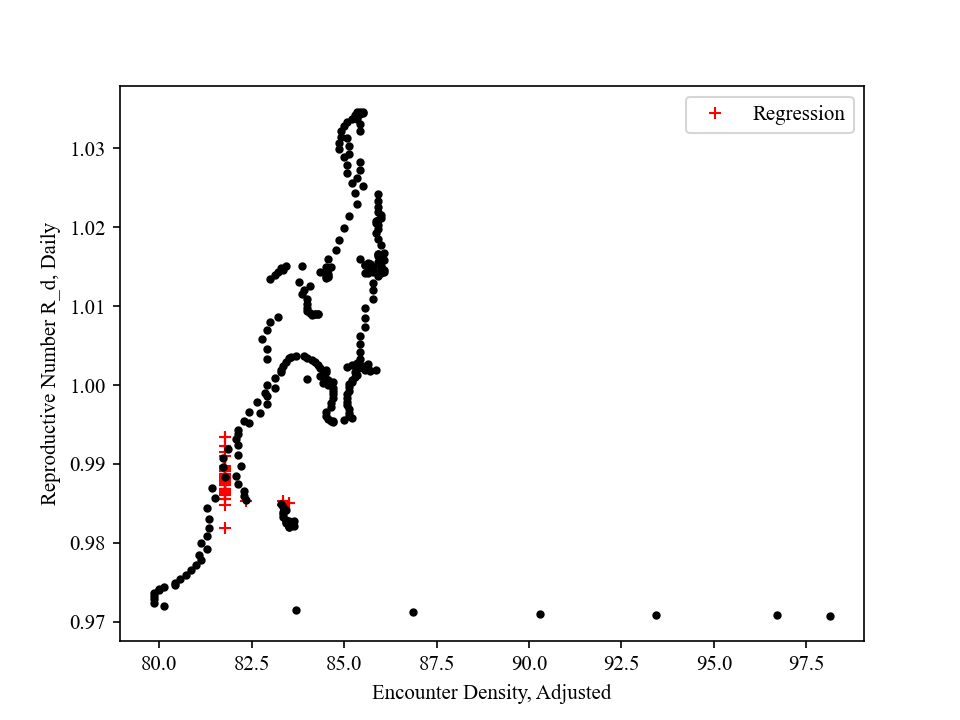 Regression
1.03
1.02
1.01
1.00
0.99
0.98
0.97
Reproductive Number R_d, Daily
80.0 82.5 85.0 87.5 90.0 92.5 95.0 97.5
Encounter Density, Adjusted